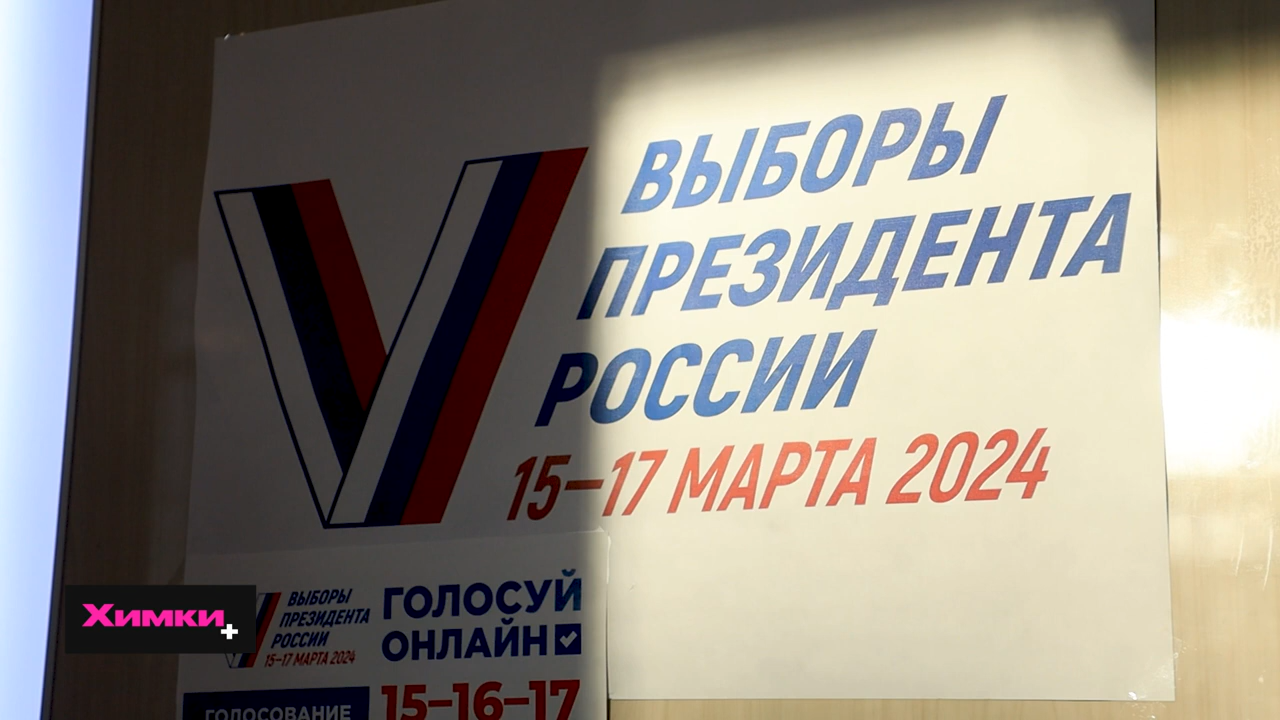 ВЫБОРЫ
ПРЕЗИДЕНТА
РОССИИ
15–17 МАРТА 2024
ВЫБОРЫ
ПРЕЗИДЕНТА
РОССИИ
15–17 МАРТА 2024
ГОЛОСУЙ
ОНЛАЙН
ГОЛОСОВАНИЕ
15–16–17
Химки+